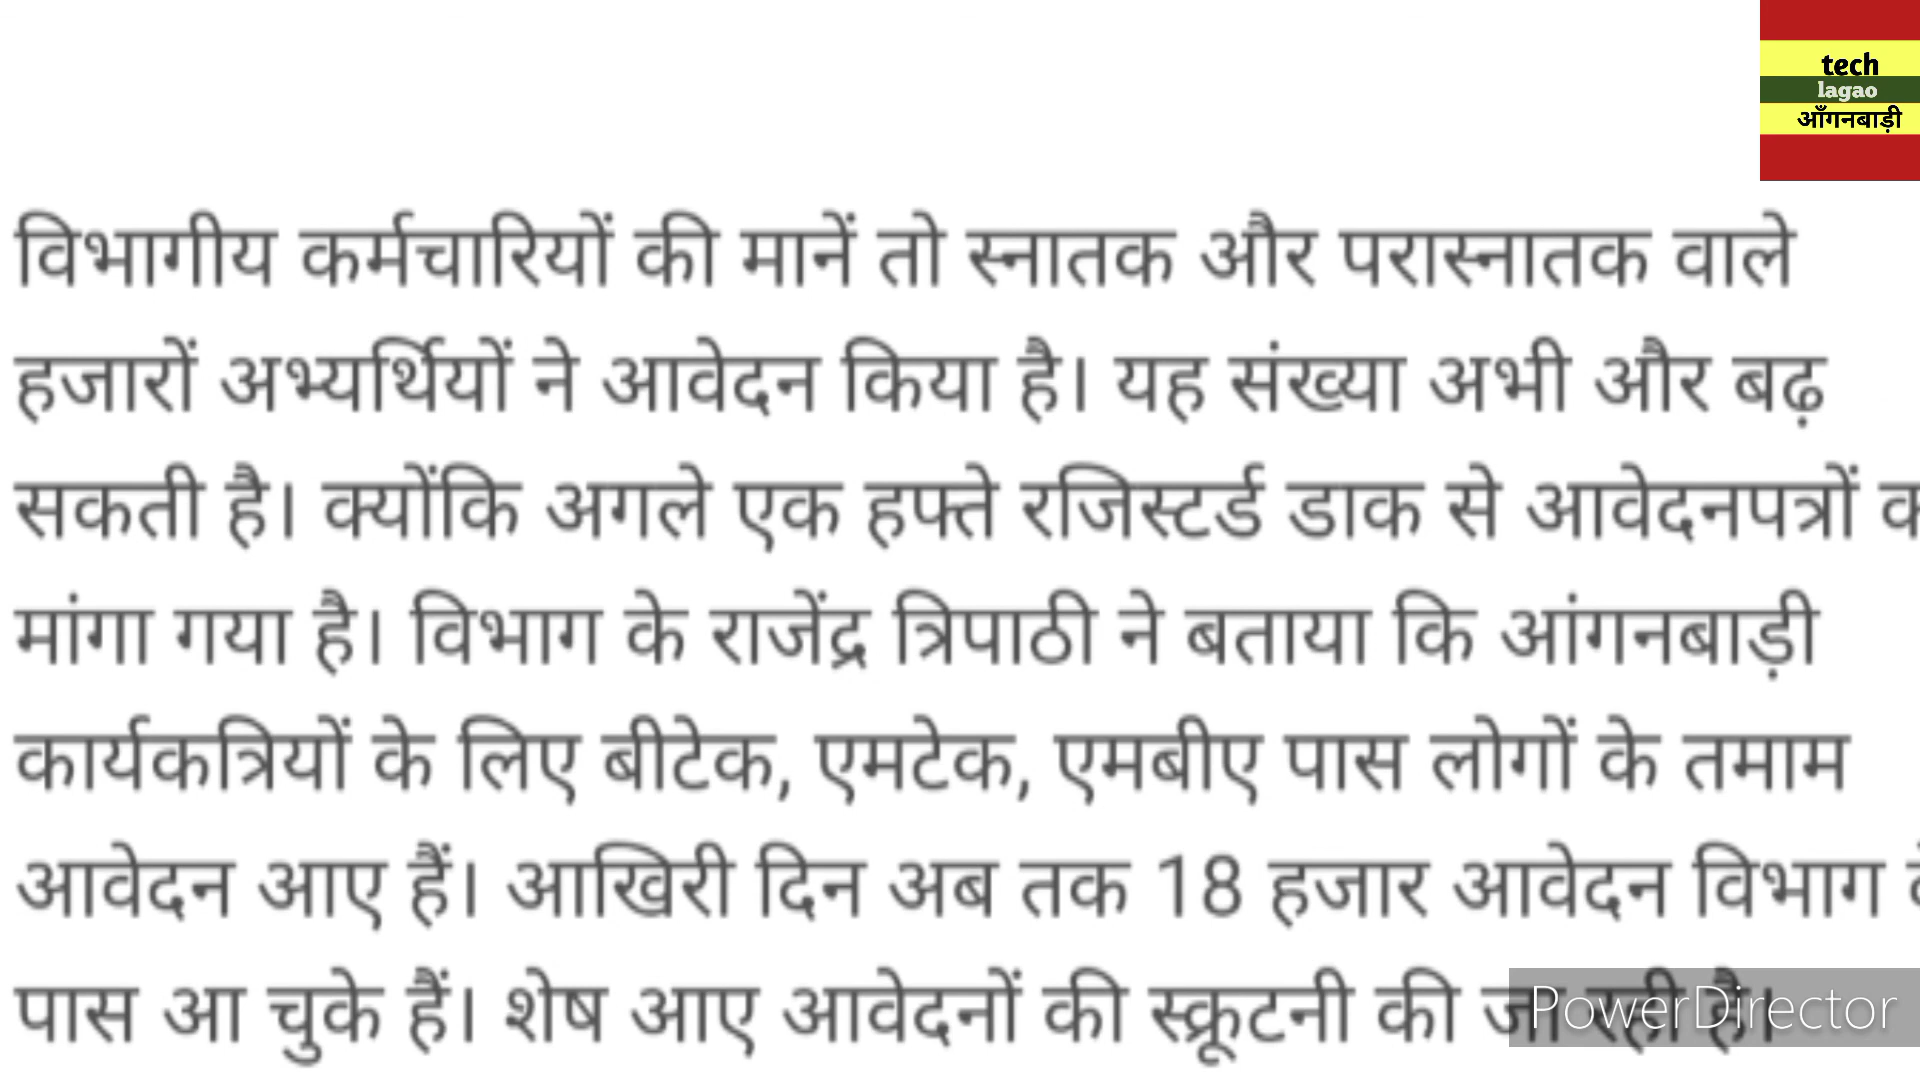 tech
lagao
आँगनबाड़ी
विभागीय कर्मचारियों की मानें तो स्नातक और परास्नातक वाले
हजारों अभ्यर्थियों ने आवेदन किया है। यह संख्या अभी और बढ़
सकती है। क्योंकि अगले एक हफ्ते रजिस्टर्ड डाक से आवेदनपत्रों
मांगा गया है। विभाग के राजेंद्र त्रिपाठी ने बताया कि आंगनबाड़ी
कार्यकत्रियों के लिए बीटेक, एमटेक, एमबीए पास लोगों के तमाम
आवेदन आए हैं। आखिरी दिन अब तक 18 हजार आवेदन विभाग
पास आ चुके हैं। शेष आए आवेदनों की स्क्रूटनी की जा रही है।
PowerDirector